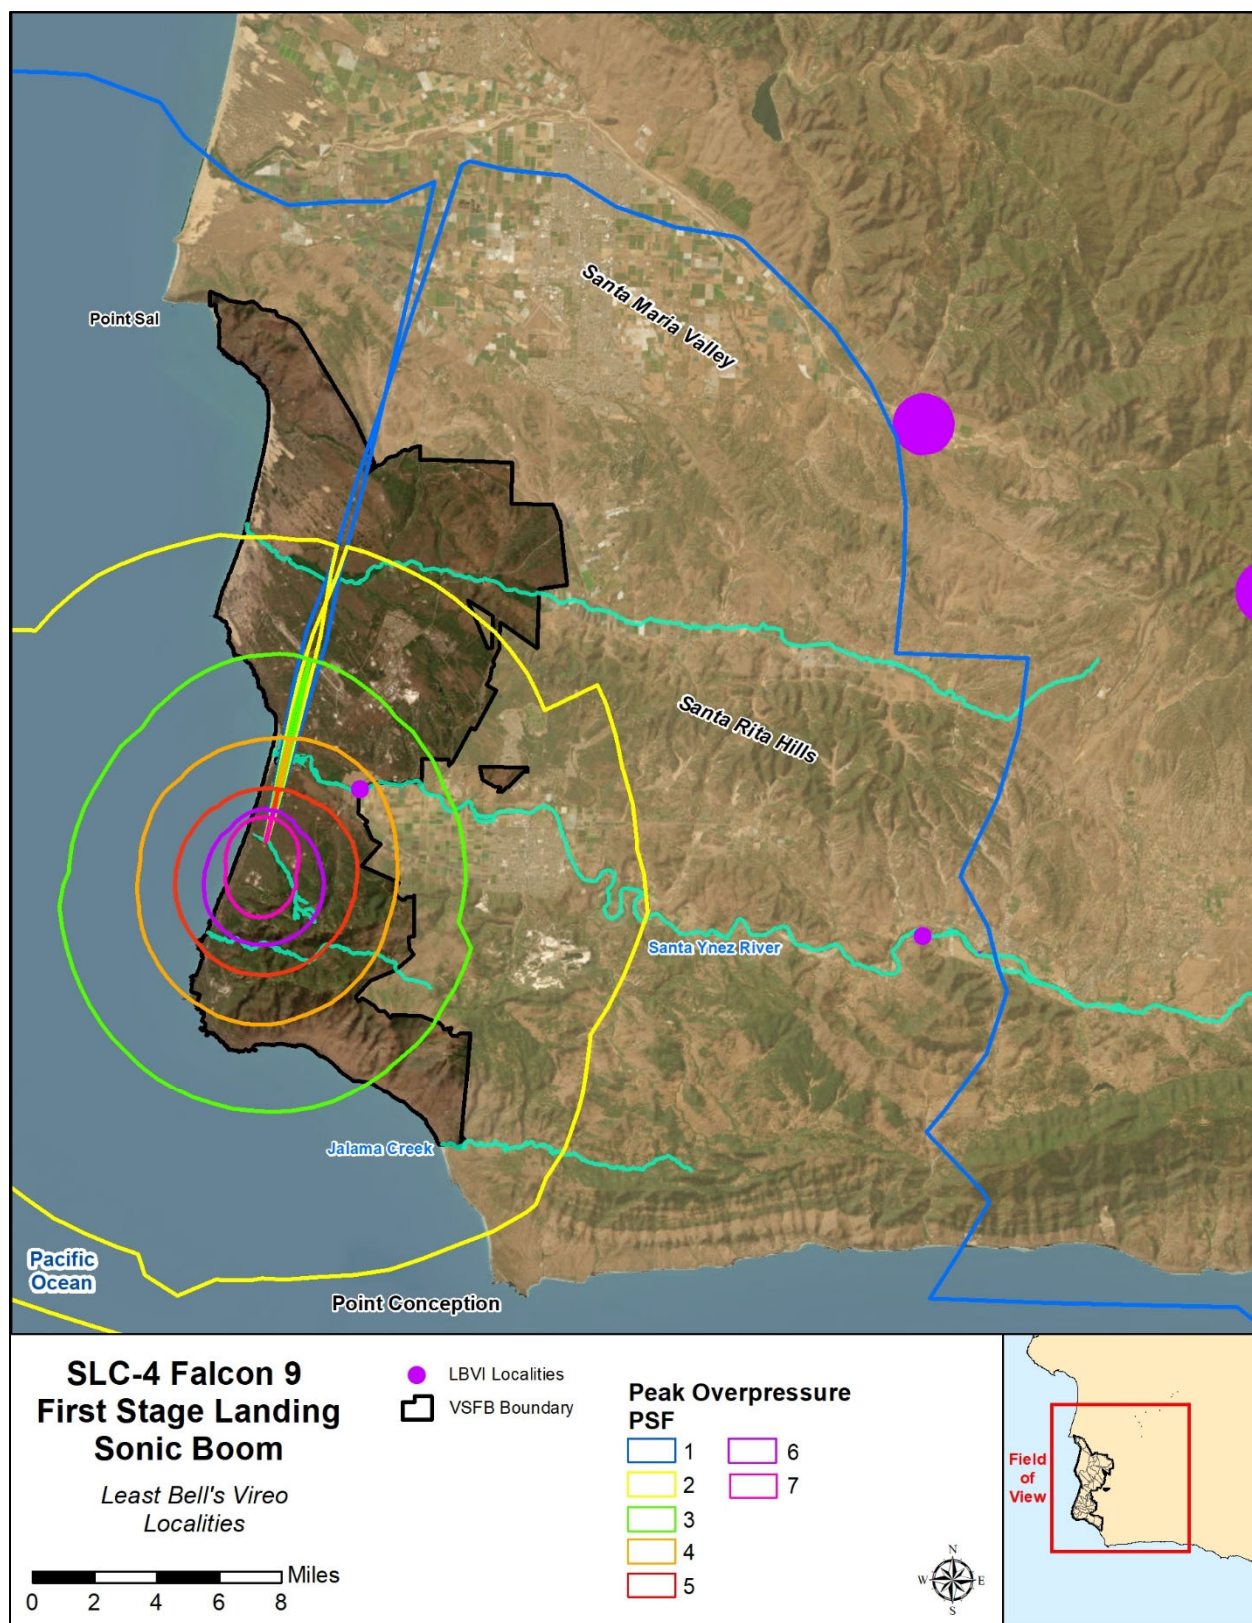 Santa Maria Valley
Point Sal
Santa Rita Hills
Santa Ynez River
Jalama Creek
Pacific
Ocean
Point Conception
SLC-4 Falcon 9
First Stage Landing
Sonic Boom
Least Bell's Vireo
Localities
0 2 4 6 8 Miles
LBVI Localities
VSFB Boundary
Peak Overpressure
PSF
1 6
2 7
3
4
5
N
W E
S
Field
of
View